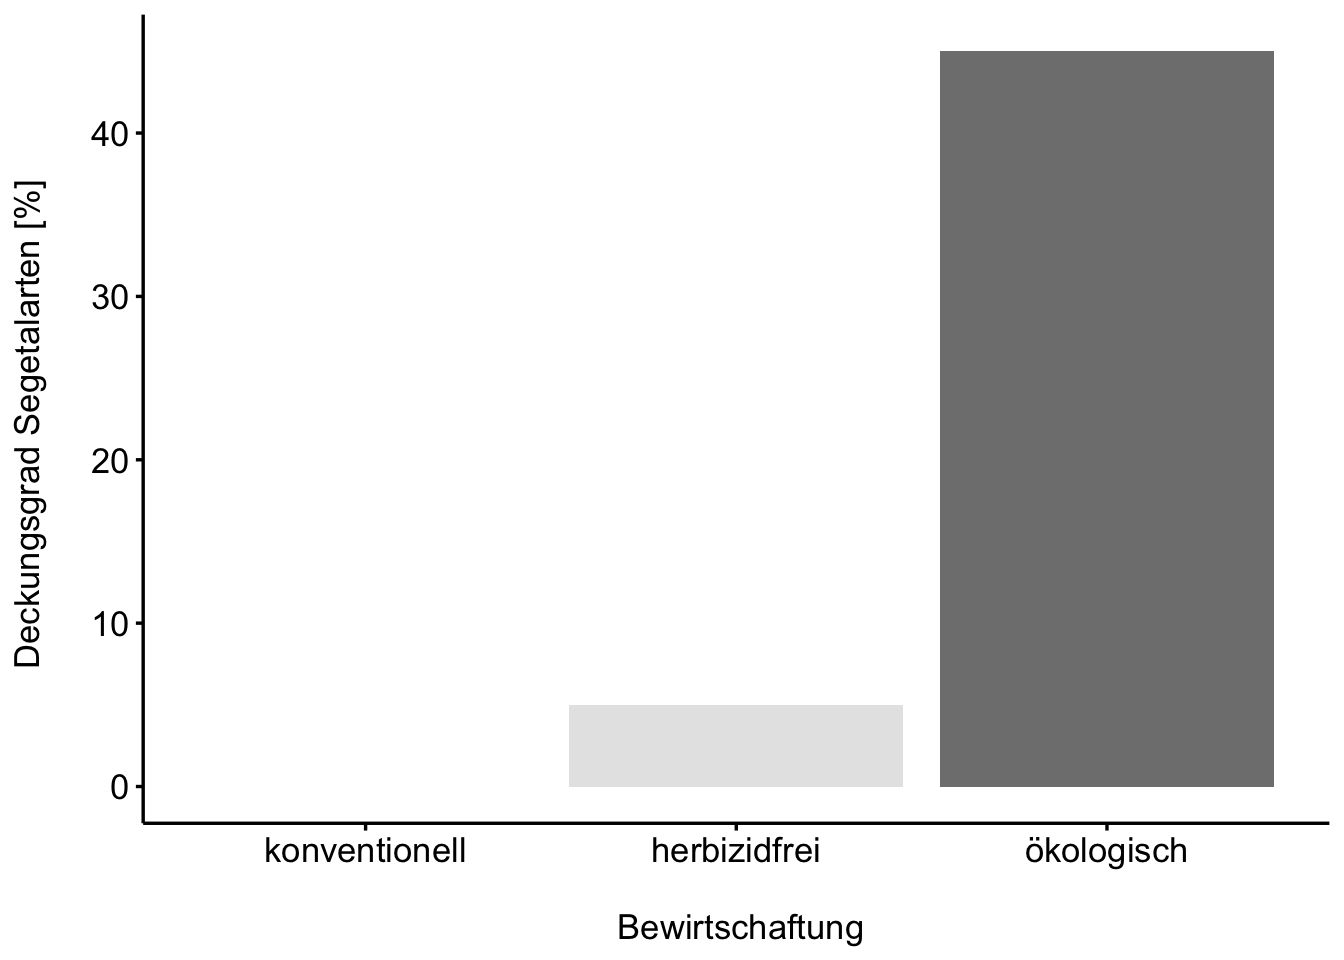 Deckungsgrad Segetalarten [%]
40
30
20
10
0
konventionell herbizidfrei ökologisch
Bewirtschaftung